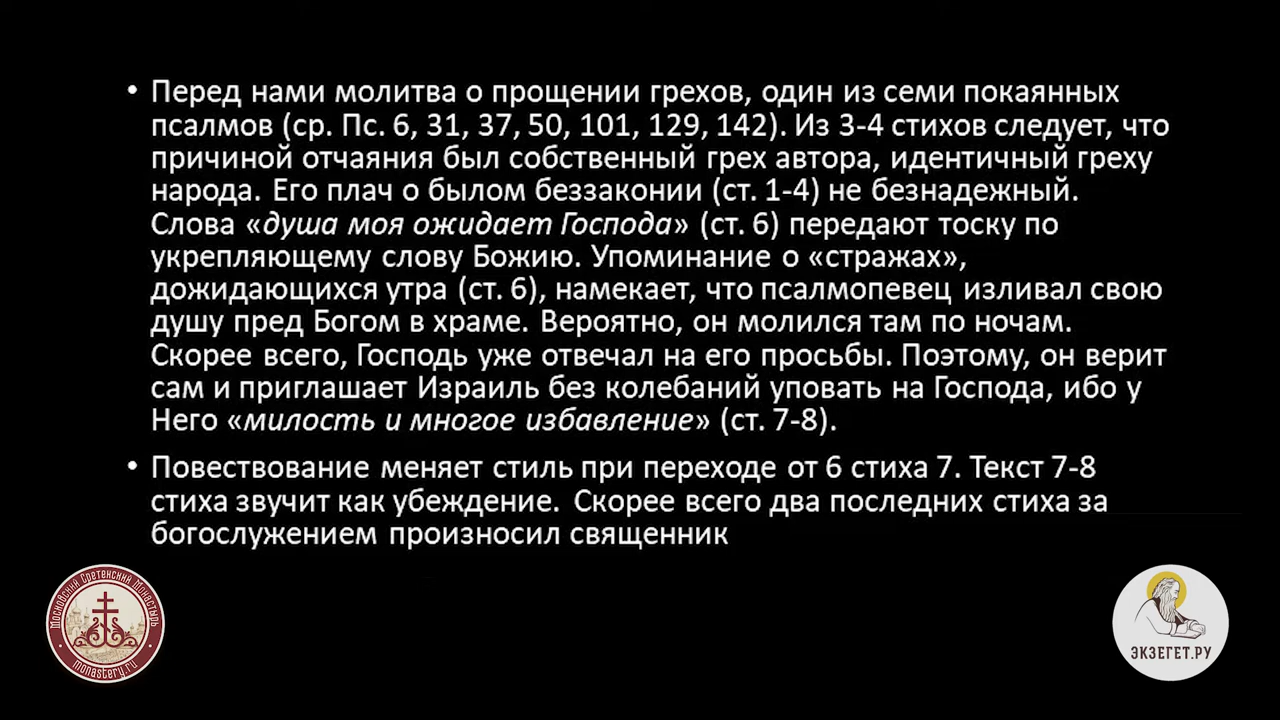 • Перед нами молитва о прощении грехов, один из семи покаянных
псалмов (ср. Пс. 6, 31, 37, 50, 101, 129, 142). Из 3-4 стихов следует, что
причиной отчаяния был собственный грех автора, идентичный греху
народа. Его плач о былом беззаконии (ст. 1-4) не безнадежный.
Слова «душа моя ожидает Господа» (ст. 6) передают тоску по
укрепляющему слову Божию. Упоминание о «стражах»,
дожидающихся утра (ст. 6), намекает, что псалмопевец изливал свою
душу пред Богом в храме. Вероятно, он молился там по ночам.
Скорее всего, Господь уже отвечал на его просьбы. Поэтому, он верит
сам и приглашает Израиль без колебаний уповать на Господа, ибо у
Него «милость и многое избавление» (ст. 7-8).
• Повествование меняет стиль при переходе от 6 стиха 7. Текст 7-8
стиха звучит как убеждение. Скорее всего два последних стиха за
богослужением произносил священник
Московский Сретенский Монастырь
monastery.ru
ЭКЗЕГЕТ.РУ